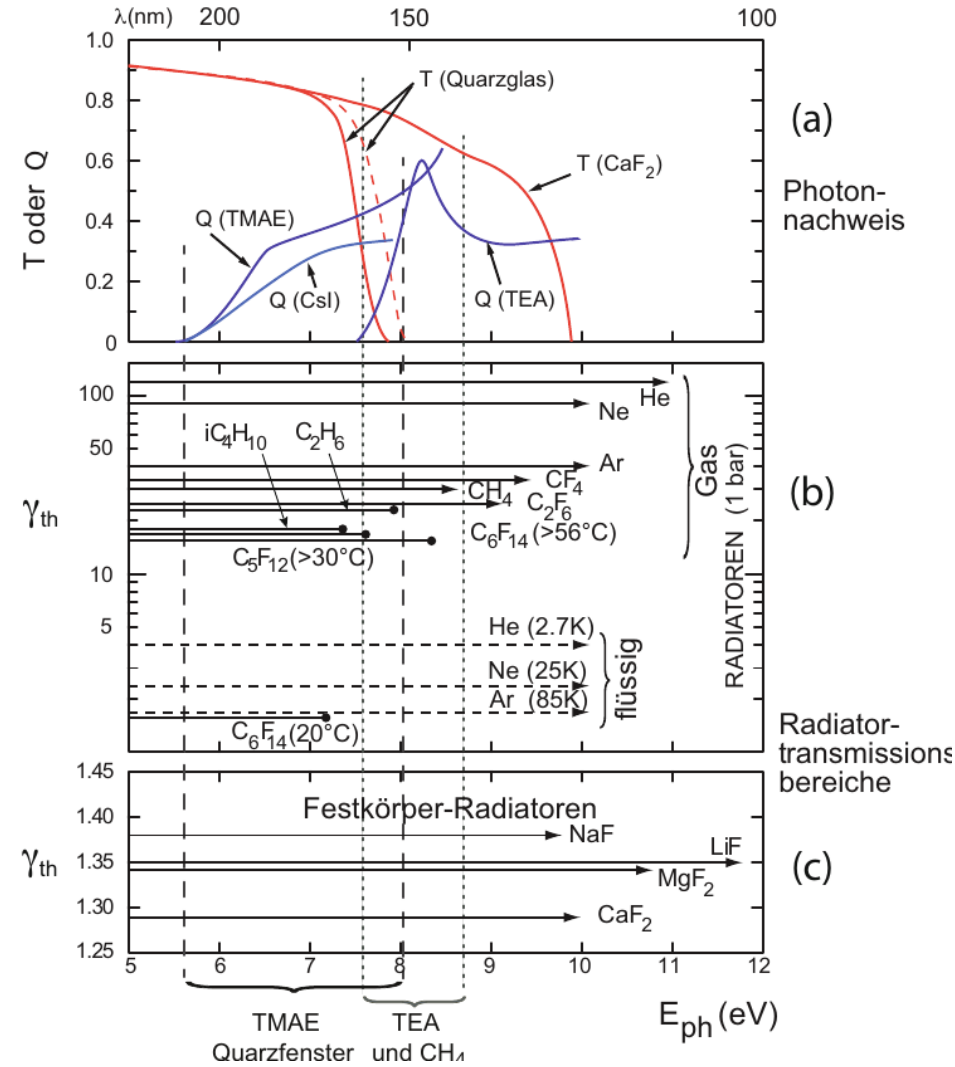 λ(nm) 200 150 100
1.0
0.8
0.6
0.4
0.2
0
T oder Q
T (Quarzglas)
T (CaF2)
Q (TMAE)
Q (CsI)
Q (TEA)
(a)
Photon-
nachweis
100
50
10
5
γth
He
Ne
Ar
iC4H10
C2H6
CF4
CH4
C2F6
C6F14 (>56°C)
C5F12 (>30°C)
Gas
RADIATOREN (1 bar)
(b)
He (2.7K)
Ne (25K)
Ar (85K)
flüssig
C6F14 (20°C)
Radiator-
transmissions
bereiche
1.45
1.40
1.35
1.30
1.25
γth
Festkörper-Radiatoren
NaF
LiF
MgF2
CaF2
(c)
5 6 7 8 9 10 11 12
Eph (eV)
TMAE
Quarzfenster
TEA
und CH4